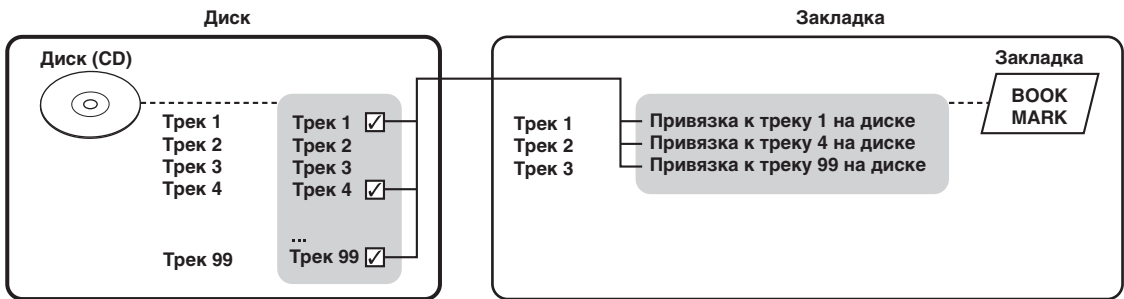 Диск
Закладка
Диск (CD)
Трек 1
Трек 2
Трек 3
Трек 4
Трек 99
Трек 1 ✓
Трек 2
Трек 3
Трек 4 ✓
...
Трек 99 ✓
Трек 1
Трек 2
Трек 3
Привязка к треку 1 на диске
Привязка к треку 4 на диске
Привязка к треку 99 на диске
Закладка
BOOK
MARK